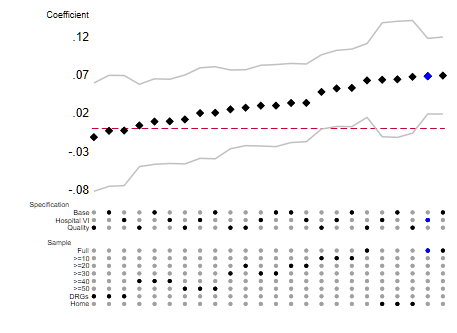 Coefficient
.12
.07
.02
-.03
-.08
Specification
Base
Hospital VI
Quality
Sample
Full
>=10
>=20
>=30
>=40
>=50
DRGs
Home